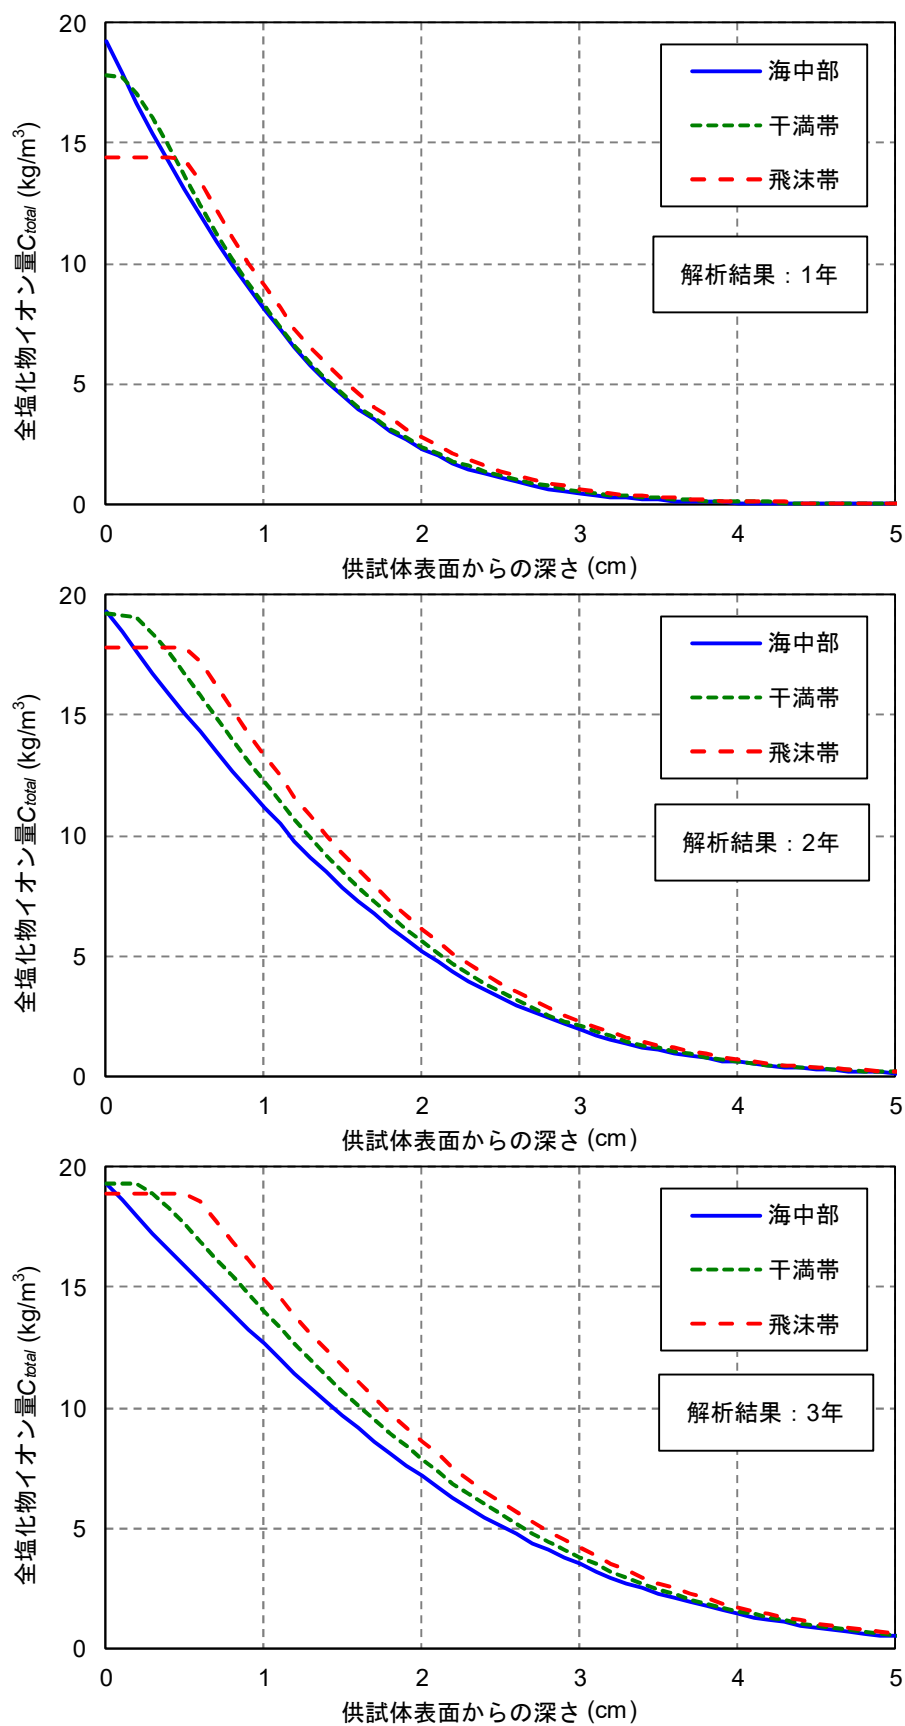 20
15
10
5
0
全塩化物イオン量Ctotal (kg/m³)
海中部
干満帯
飛沫帯
解析結果：1年
0 1 2 3 4 5
供試体表面からの深さ (cm)
20
15
10
5
0
全塩化物イオン量Ctotal (kg/m³)
海中部
干満帯
飛沫帯
解析結果：2年
0 1 2 3 4 5
供試体表面からの深さ (cm)
20
15
10
5
0
全塩化物イオン量Ctotal (kg/m³)
海中部
干満帯
飛沫帯
解析結果：3年
0 1 2 3 4 5
供試体表面からの深さ (cm)